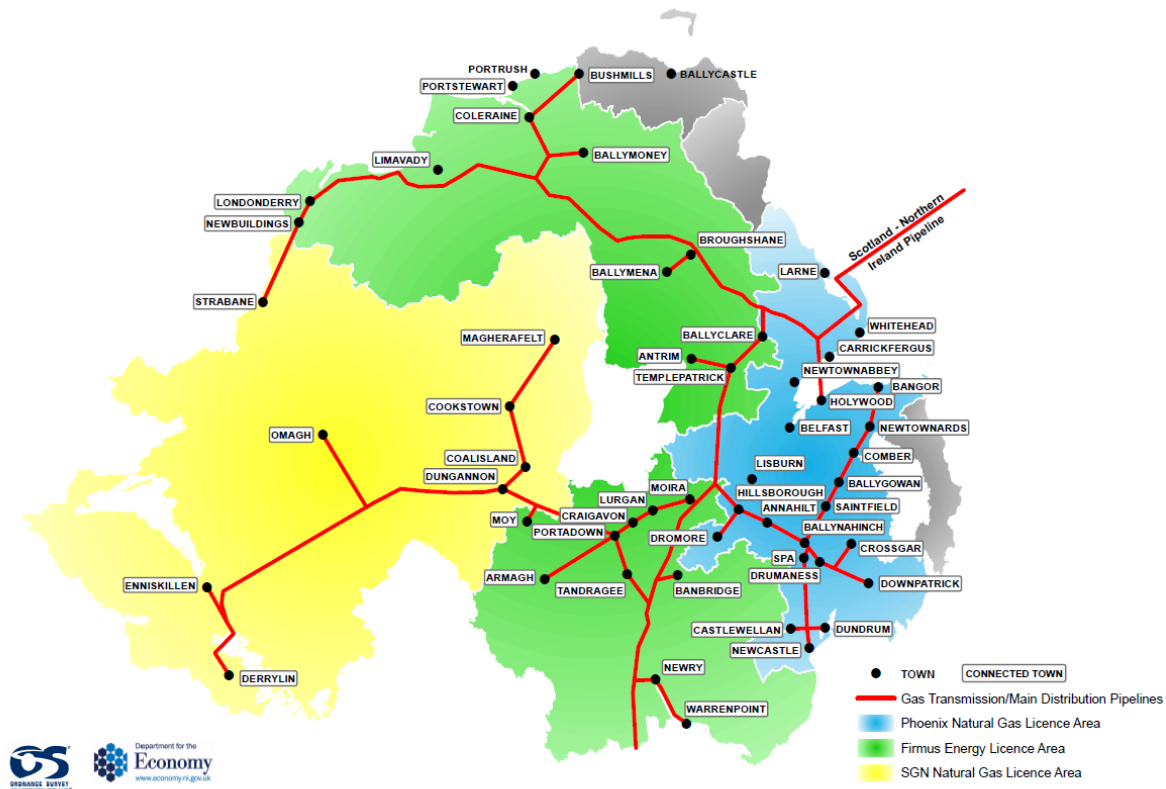 PORTRUSH
BUSHMILLS
BALLYCASTLE
PORTSTEWART
COLERAINE
LIMAVADY
BALLYMONEY
LONDONDERRY
NEWBUILDINGS
Scotland - Northern
Ireland Pipeline
BROUGHSHANE
BALLYMENA
LARNE
STRABANE
WHITEHEAD
BALLYCLARE
MAGHERAFELT
CARRICKFERGUS
ANTRIM
TEMPLEPATRICK
NEWTOWNABBEY
BANGOR
HOLYWOOD
COOKSTOWN
BELFAST
NEWTOWNARDS
OMAGH
COMBER
COALISLAND
LISBURN
DUNGANNON
BALLYGOWAN
MOIRA
HILLSBOROUGH
LURGAN
ANNAHILT
SAINTFIELD
CRAIGAVON
MOY
BALLYNAHINCH
PORTADOWN
DROMORE
CROSSGAR
SPA
ARMAGH
DRUMANESS
ENNISKILLEN
TANDRAGEE
BANBRIDGE
DOWNPATRICK
CASTLEWELLAN
DUNDRUM
NEWCASTLE
NEWRY
DERRYLIN
WARRENPOINT
TOWN
CONNECTED TOWN
Gas Transmission/Main Distribution Pipelines
Phoenix Natural Gas Licence Area
Firmus Energy Licence Area
SGN Natural Gas Licence Area
OS
ORDNANCE SURVEY
Department for the
Economy
www.economy-ni.gov.uk